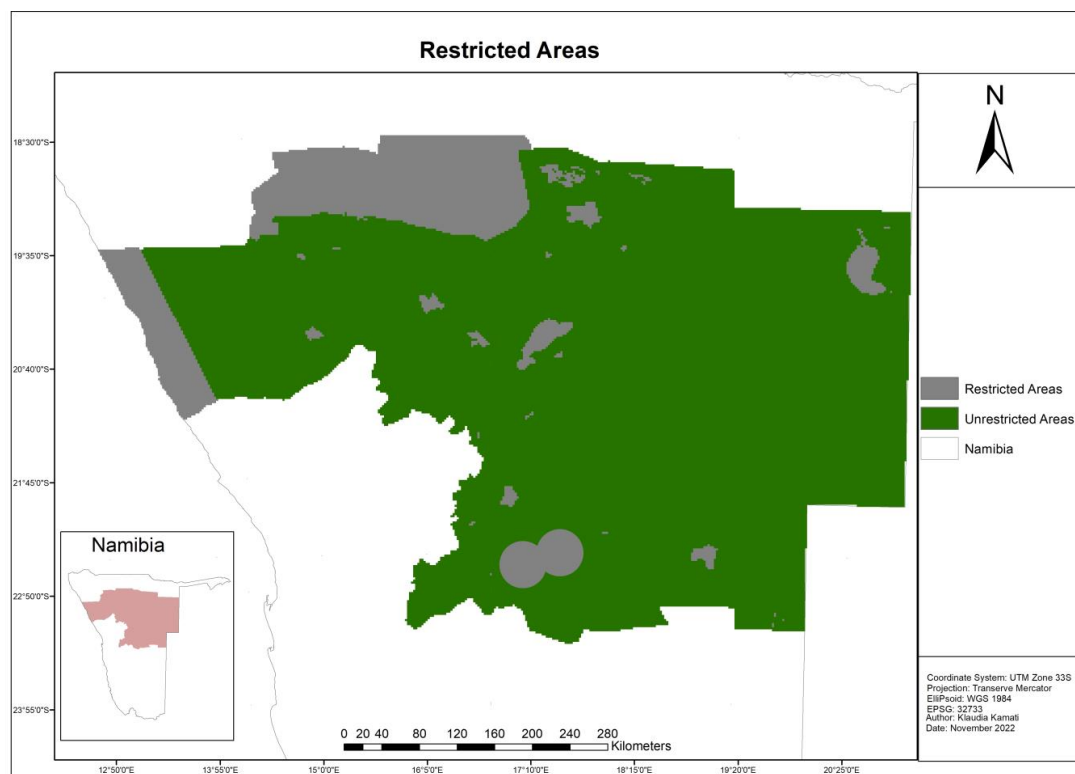 Restricted Areas
N
18°30'0"S
19°35'0"S
20°40'0"S
21°45'0"S
22°50'0"S
23°55'0"S
Restricted Areas
Unrestricted Areas
Namibia
Namibia
Coordinate System: UTM Zone 33S
Projection: Transerve Mercator
ElliPsoid: WGS 1984
EPSG: 32733
Author: Klaudia Kamati
Date: November 2022
0 20 40 80 120 160 200 240 280
Kilometers
12°50'0"E 13°55'0"E 15°0'0"E 16°5'0"E 17°10'0"E 18°15'0"E 19°20'0"E 20°25'0"E